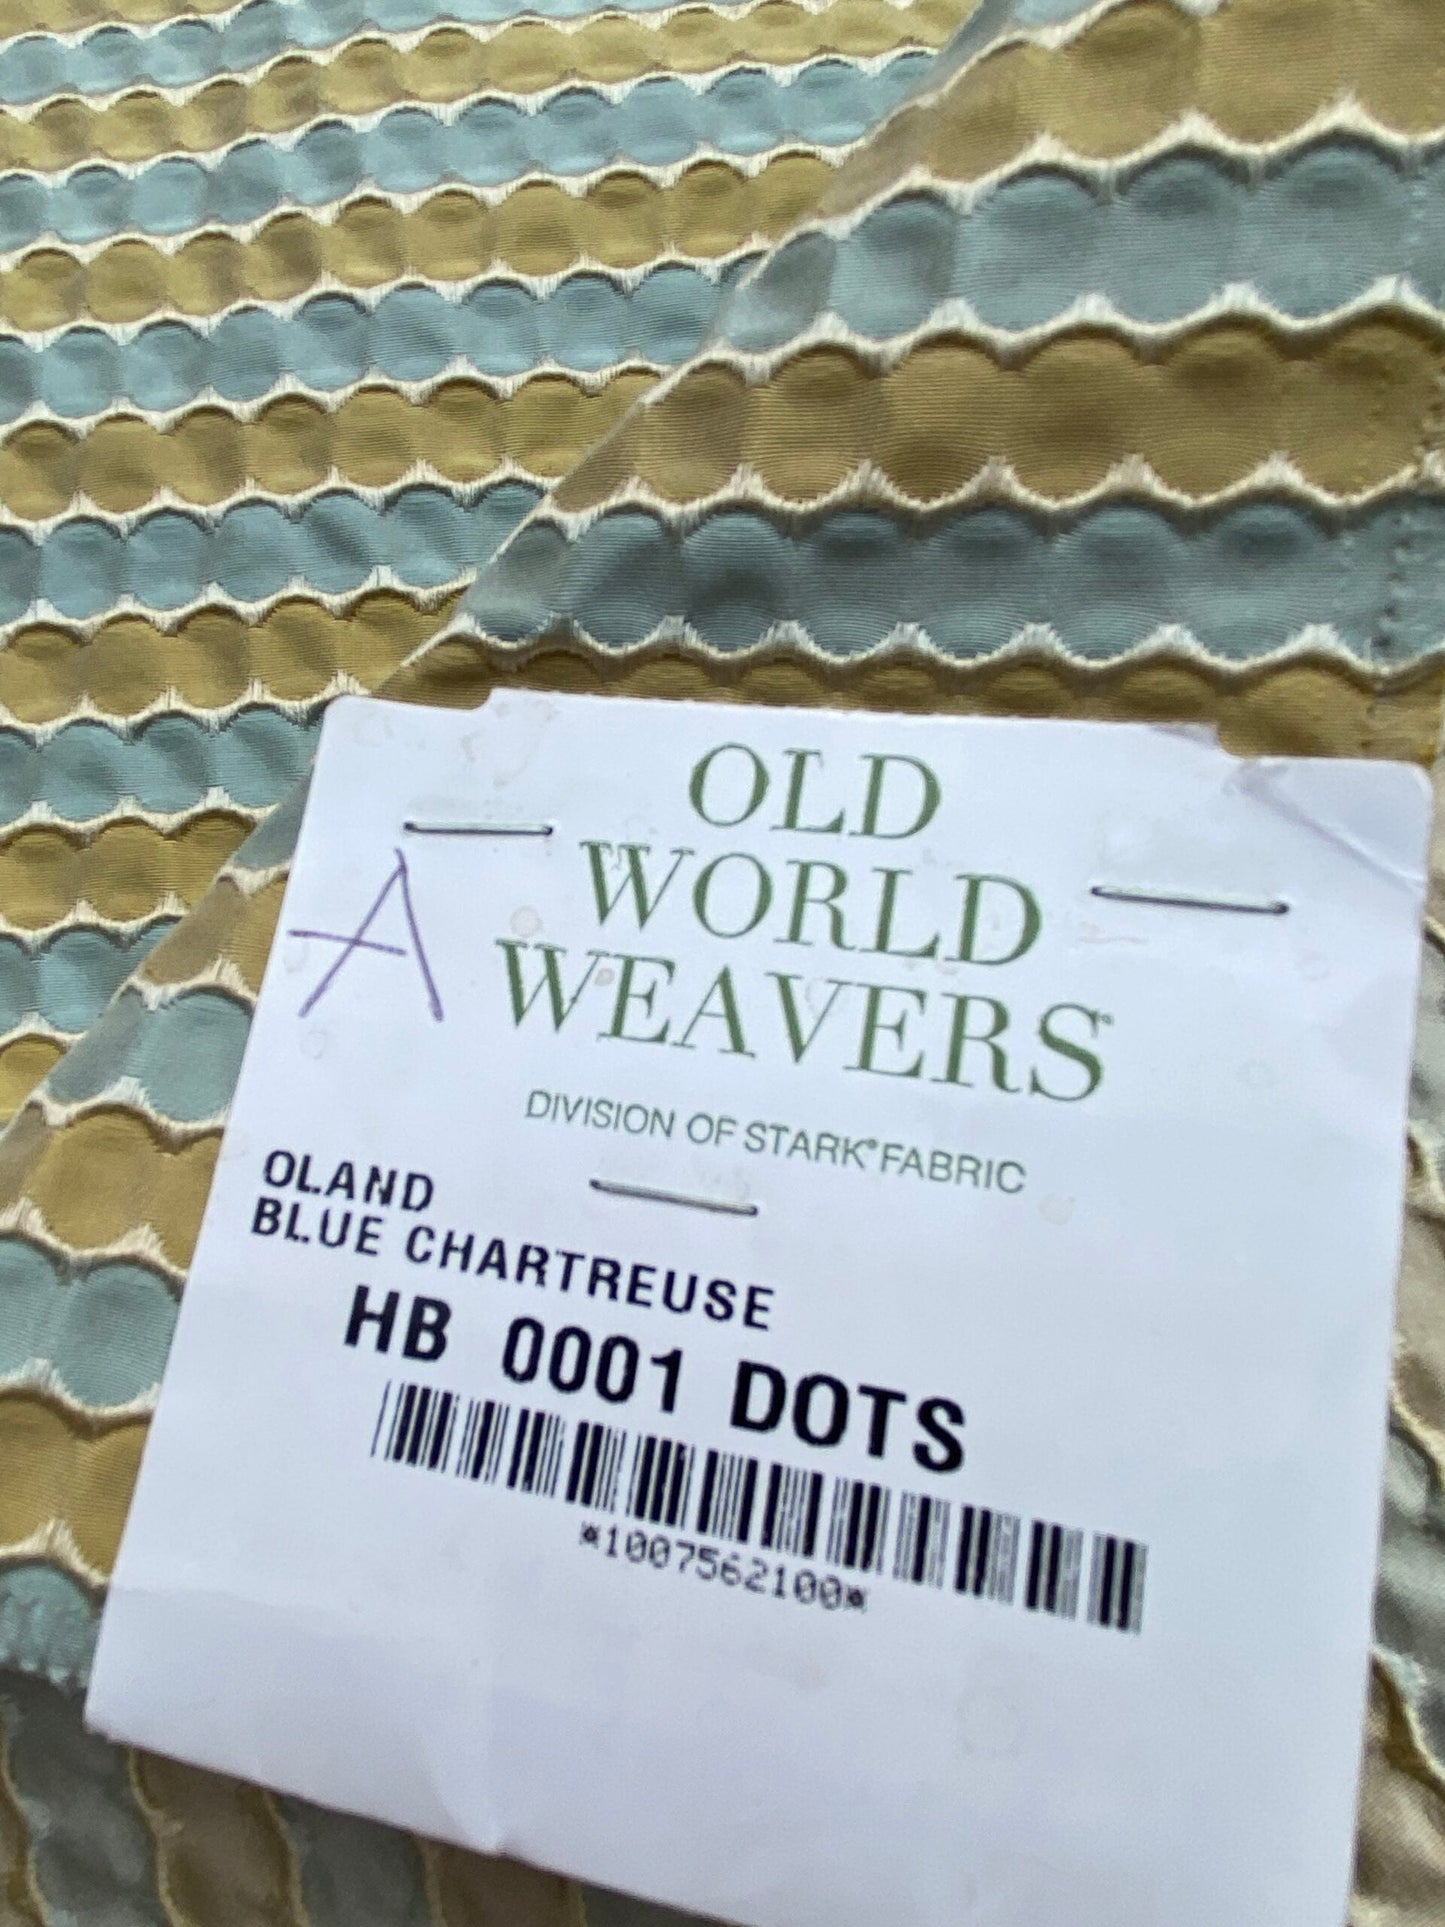 OLD
WORLD
WEAVERS®
A
DIVISION OF STARK® FABRIC
OLAND
BLUE CHARTREUSE
HB 0001 DOTS
*1007562100*